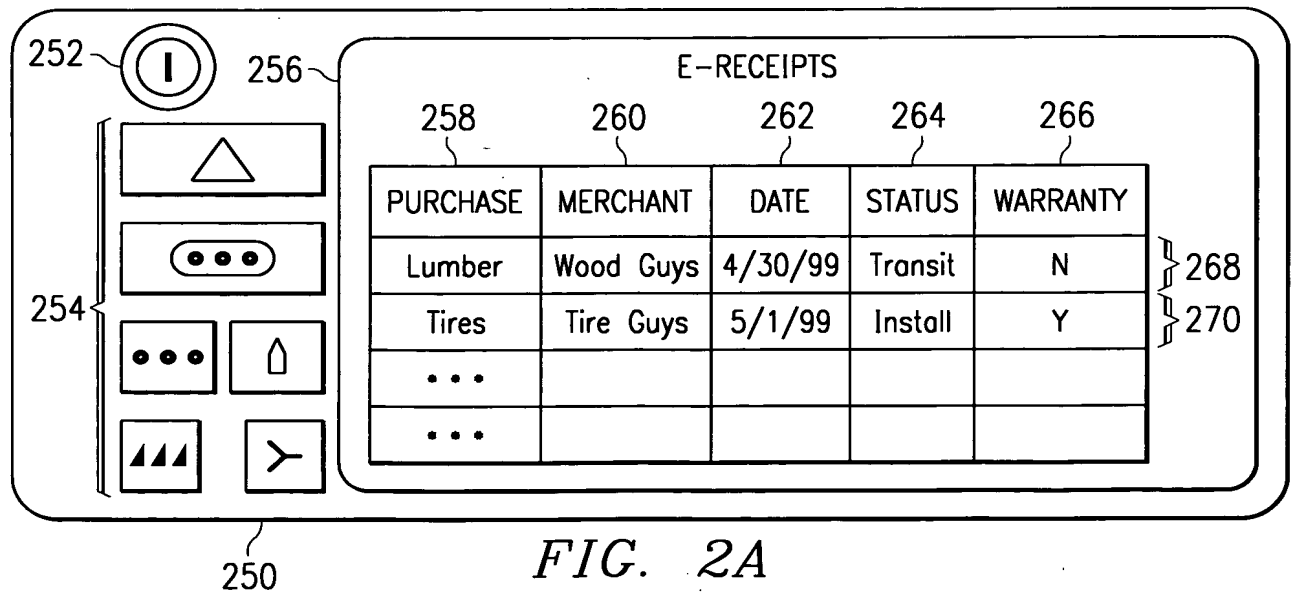 252
256
E-RECEIPTS
258 260 262 264 266
PURCHASE MERCHANT DATE STATUS WARRANTY
Lumber Wood Guys 4/30/99 Transit N 268
254 Tires Tire Guys 5/1/99 Install Y 270
• • •
• • •
250
FIG. 2A